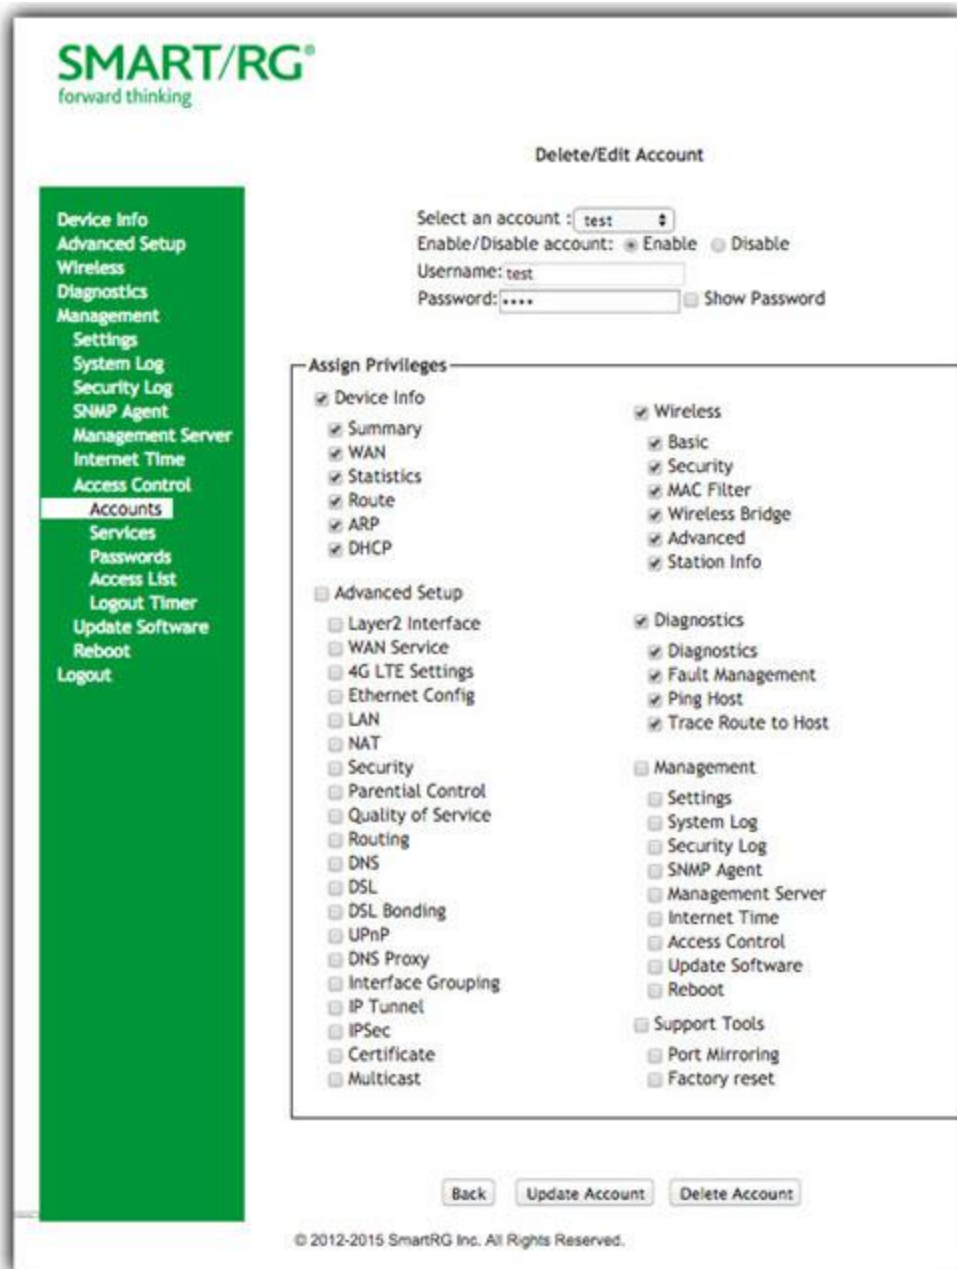 SMART/RG®
forward thinking
Delete/Edit Account
Device Info
Advanced Setup
Wireless
Diagnostics
Management
Settings
System Log
Security Log
SNMP Agent
Management Server
Internet Time
Access Control
Accounts
Services
Passwords
Access List
Logout Timer
Update Software
Reboot
Logout
Select an account : test
Enable/Disable account: Enable Disable
Username: test
Password: •••• Show Password
Assign Privileges
Device Info
Summary
WAN
Statistics
Route
ARP
DHCP
Advanced Setup
Layer2 Interface
WAN Service
4G LTE Settings
Ethernet Config
LAN
NAT
Security
Parental Control
Quality of Service
Routing
DNS
DSL
DSL Bonding
UPnP
DNS Proxy
Interface Grouping
IP Tunnel
IPSec
Certificate
Multicast
Wireless
Basic
Security
MAC Filter
Wireless Bridge
Advanced
Station Info
Diagnostics
Diagnostics
Fault Management
Ping Host
Trace Route to Host
Management
Settings
System Log
Security Log
SNMP Agent
Management Server
Internet Time
Access Control
Update Software
Reboot
Support Tools
Port Mirroring
Factory reset
Back Update Account Delete Account
© 2012-2015 SmartRG Inc. All Rights Reserved.